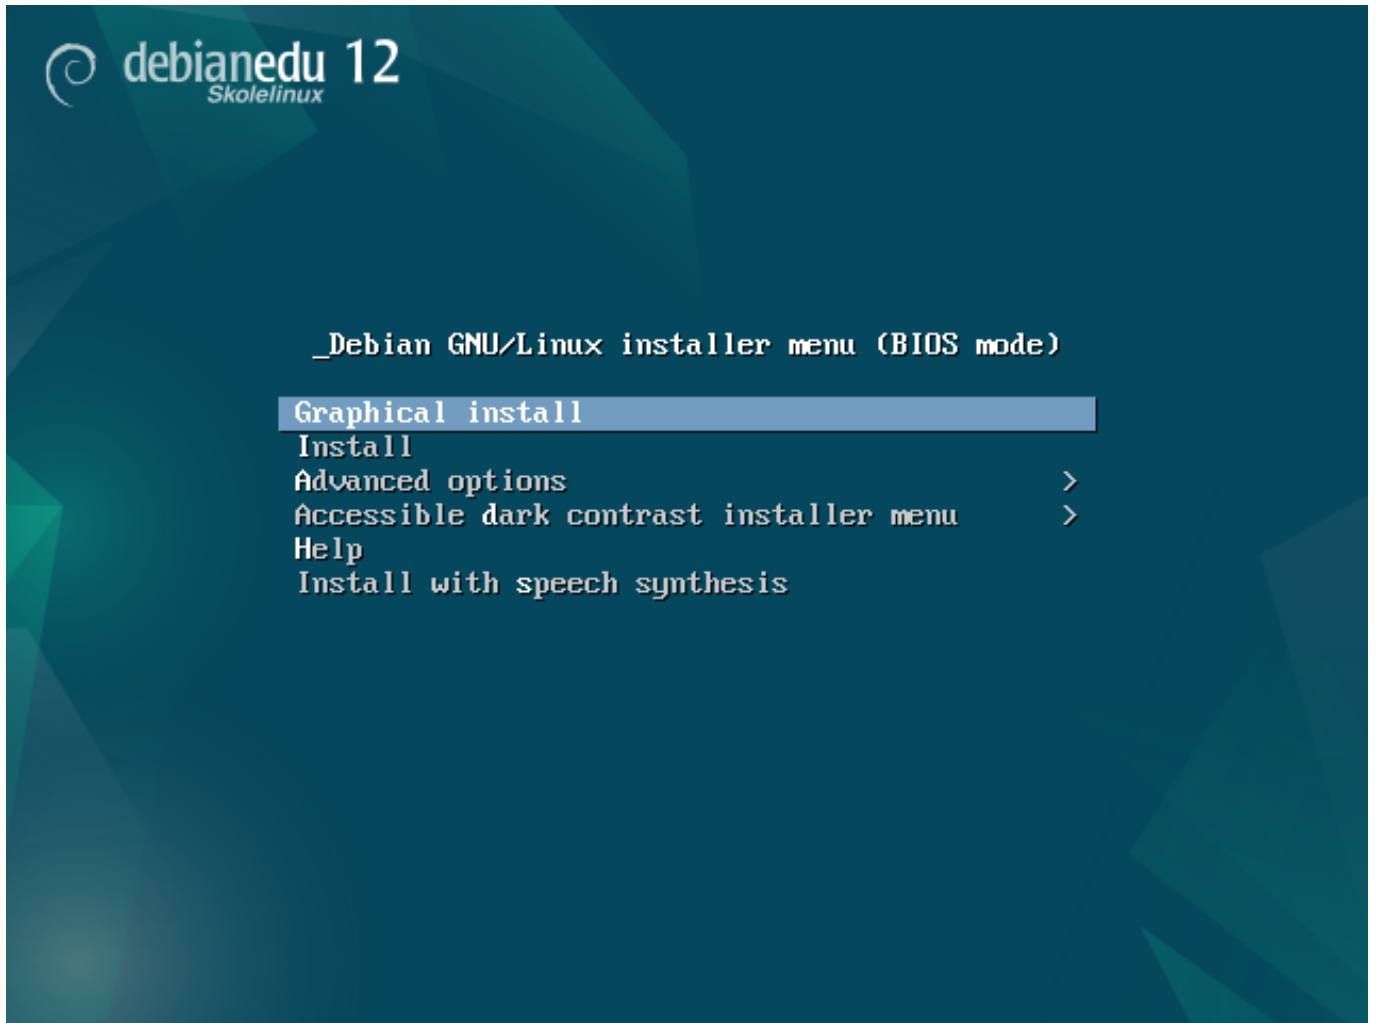 debianedu 12
Skolelinux
_Debian GNU/Linux installer menu (BIOS mode)
Graphical install
Install
Advanced options >
Accessible dark contrast installer menu >
Help
Install with speech synthesis